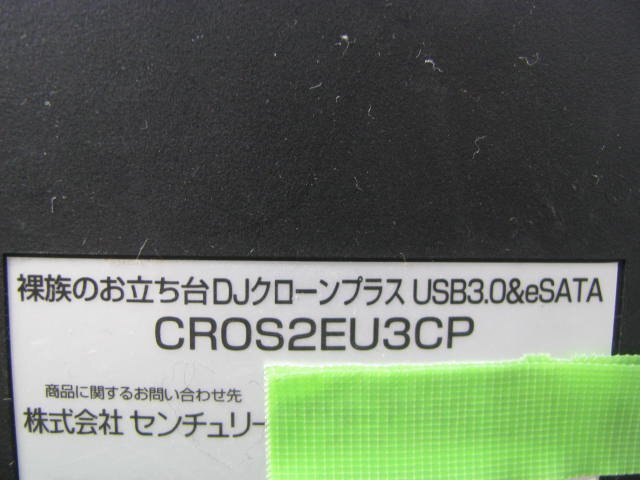 裸族のお立ち台DJクローンプラス USB3.0&eSATA
CROS2EU3CP
商品に関するお問い合わせ先
株式会社 センチュリー